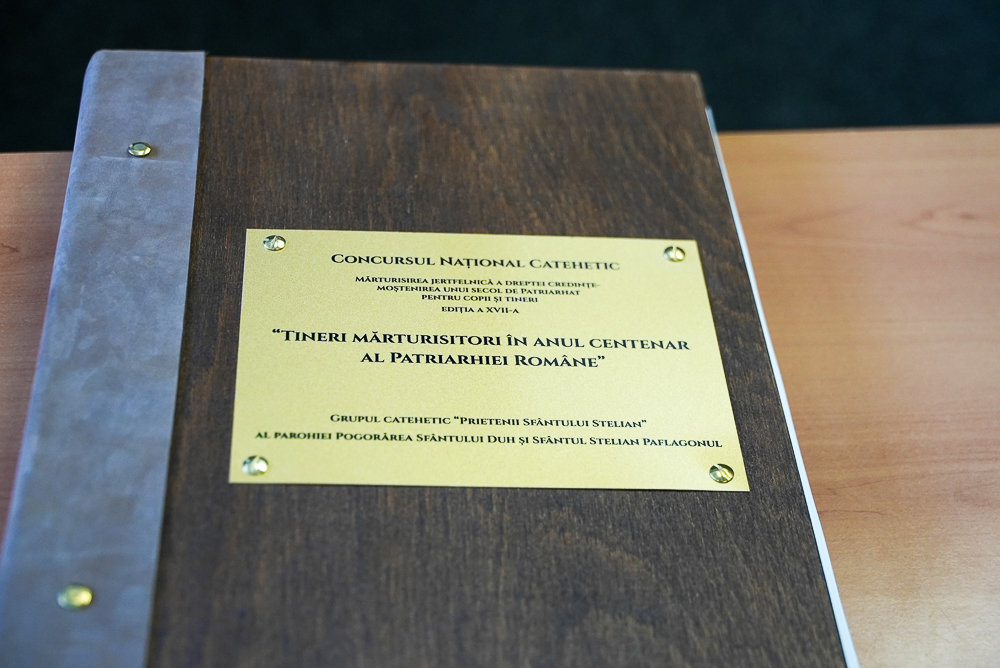 Concursul Național Catehetic
Mărturisirea jertfelnică a dreptei credințe-
moștenirea unui secol de Patriarhat
pentru copii și tineri
ediția a XVII-a
“Tineri mărturisitori în anul centenar
al Patriarhiei Române”
Grupul catehetic “Prietenii Sfântului Stelian”
al parohiei Pogorârea Sfântului Duh și Sfântul Stelian Paflagonul